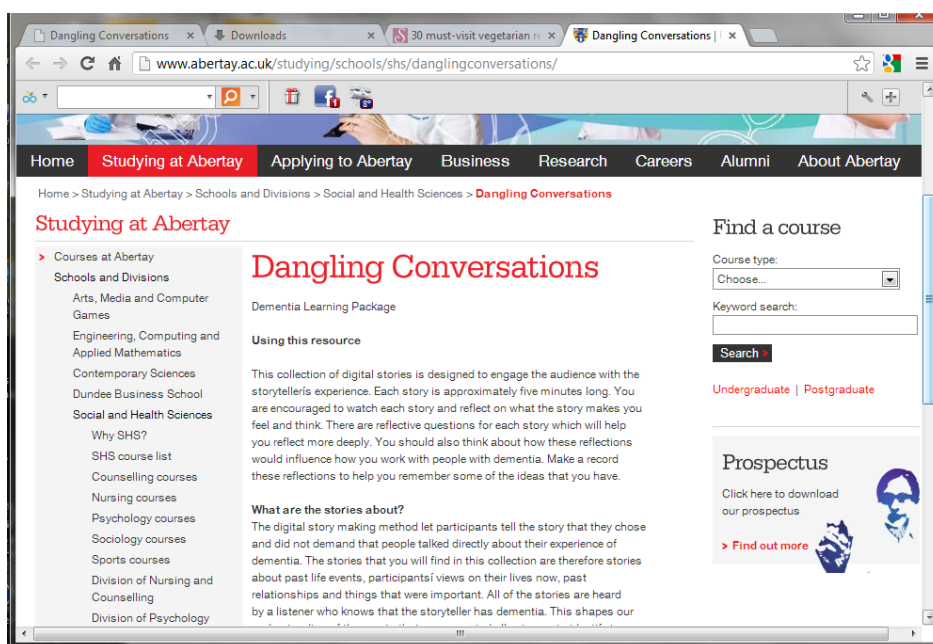 Dangling Conversations
Downloads
30 must-visit vegetarian re
Dangling Conversations |
www.abertay.ac.uk/studying/schools/shs/danglingconversations/
Home Studying at Abertay Applying to Abertay Business Research Careers Alumni About Abertay
Home > Studying at Abertay > Schools and Divisions > Social and Health Sciences > Dangling Conversations
Studying at Abertay
> Courses at Abertay
Schools and Divisions
Arts, Media and Computer
Games
Engineering, Computing and
Applied Mathematics
Contemporary Sciences
Dundee Business School
Social and Health Sciences
Why SHS?
SHS course list
Counselling courses
Nursing courses
Psychology courses
Sociology courses
Sports courses
Division of Nursing and
Counselling
Division of Psychology
Dangling Conversations
Dementia Learning Package
Using this resource
This collection of digital stories is designed to engage the audience with the
storytellerís experience. Each story is approximately five minutes long. You
are encouraged to watch each story and reflect on what the story makes you
feel and think. There are reflective questions for each story which will help
you reflect more deeply. You should also think about how these reflections
would influence how you work with people with dementia. Make a record
these reflections to help you remember some of the ideas that you have.
What are the stories about?
The digital story making method let participants tell the story that they chose
and did not demand that people talked directly about their experience of
dementia. The stories that you will find in this collection are therefore stories
about past life events, participantsí views on their lives now, past
relationships and things that were important. All of the stories are heard
by a listener who knows that the storyteller has dementia. This shapes our
Find a course
Course type:
Choose...
Keyword search:
Search >
Undergraduate | Postgraduate
Prospectus
Click here to download
our prospectus
> Find out more